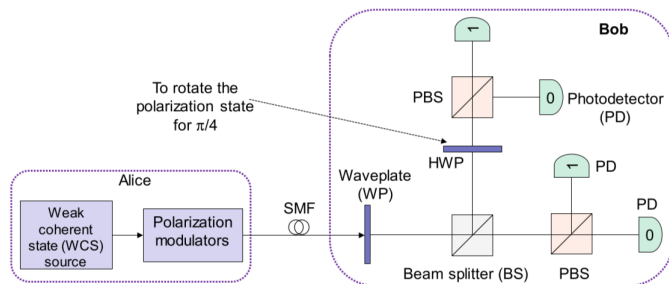 Bob
1
To rotate the
polarization state
for π/4
PBS
0
Photodetector
(PD)
HWP
1
PD
Waveplate
(WP)
PD
Alice
SMF
Weak
coherent
state (WCS)
source
Polarization
modulators
0
Beam splitter (BS)
PBS